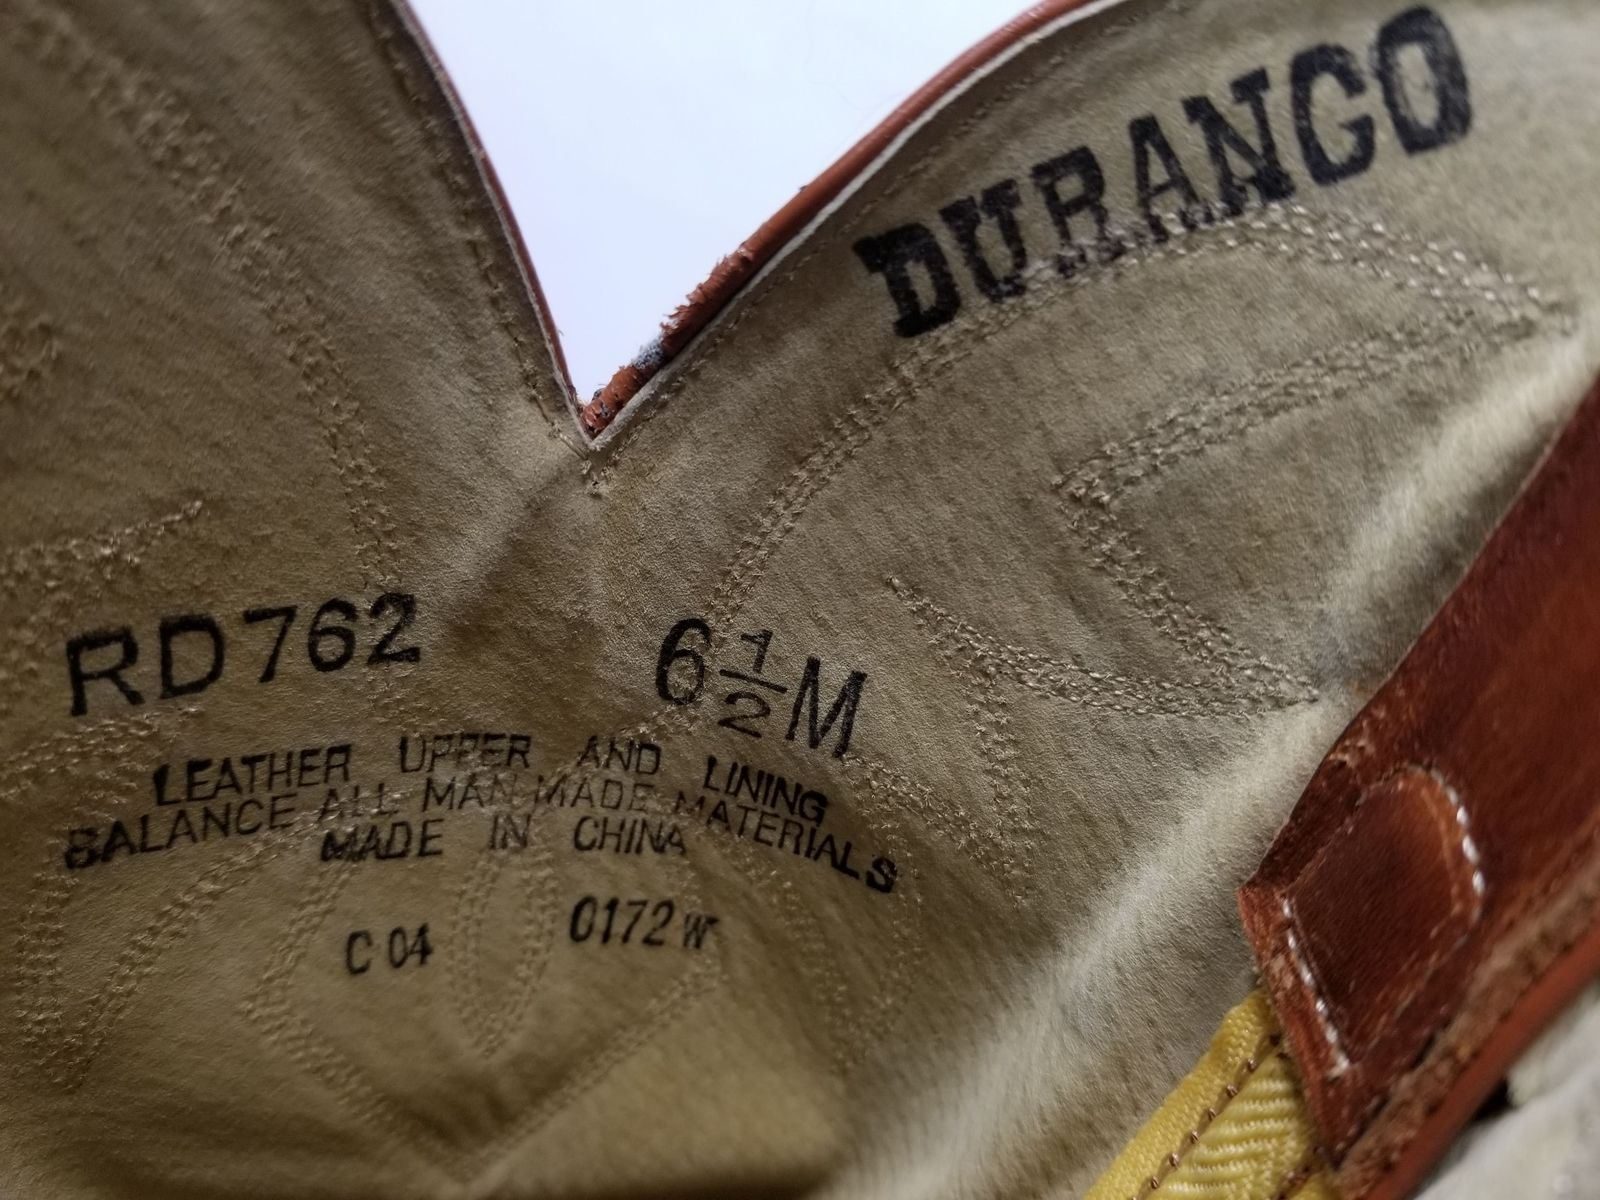 DURANGO
RD762 6½M
LEATHER UPPER AND LINING
BALANCE ALL MAN MADE MATERIALS
MADE IN CHINA
C 04 0172 W